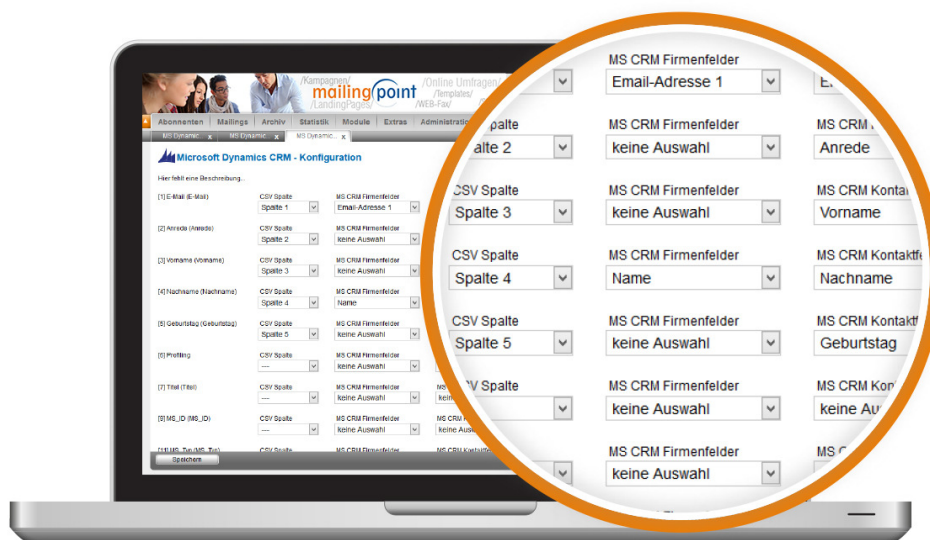 /Kampagnen/
mailing(point
/Online Umfragen/
/Templates/
/LandingPages/
/WEB-Fax/
Abonnenten Mailings Archiv Statistik Module Extras Administration
MS Dynamic... x MS Dynamic... x MS Dynamic... x
Microsoft Dynamics CRM - Konfiguration
Hier fehlt eine Beschreibung...
[1] E-Mail (E-Mail) CSV Spalte MS CRM Firmenfelder
Spalte 1 Email-Adresse 1
[2] Anrede (Anrede) CSV Spalte MS CRM Firmenfelder
Spalte 2 keine Auswahl
[3] Vorname (Vorname) CSV Spalte MS CRM Firmenfelder
Spalte 3 keine Auswahl
[4] Nachname (Nachname) CSV Spalte MS CRM Firmenfelder
Spalte 4 Name
[5] Geburtstag (Geburtstag) CSV Spalte MS CRM Firmenfelder
Spalte 5 keine Auswahl
[6] Profiling CSV Spalte MS CRM Firmenfelder
--- keine Auswahl
[7] Titel (Titel) CSV Spalte MS CRM Firmenfelder
--- keine Auswahl
[9] MS_ID (MS_ID) CSV Spalte MS CRM Firmenfelder
--- keine Auswahl
[11] MS_Typ (MS_Typ) CSV Spalte MS CRM Firmenfelder
Speichern
MS CRM Firmenfelder
Email-Adresse 1
MS CRM Firmenfelder
keine Auswahl Anrede
CSV Spalte MS CRM Firmenfelder
Spalte 3 keine Auswahl Vorname
CSV Spalte MS CRM Firmenfelder
Spalte 4 Name Nachname
CSV Spalte MS CRM Firmenfelder
Spalte 5 keine Auswahl Geburtstag
MS CRM Firmenfelder
keine Auswahl
MS CRM Firmenfelder
keine Auswahl